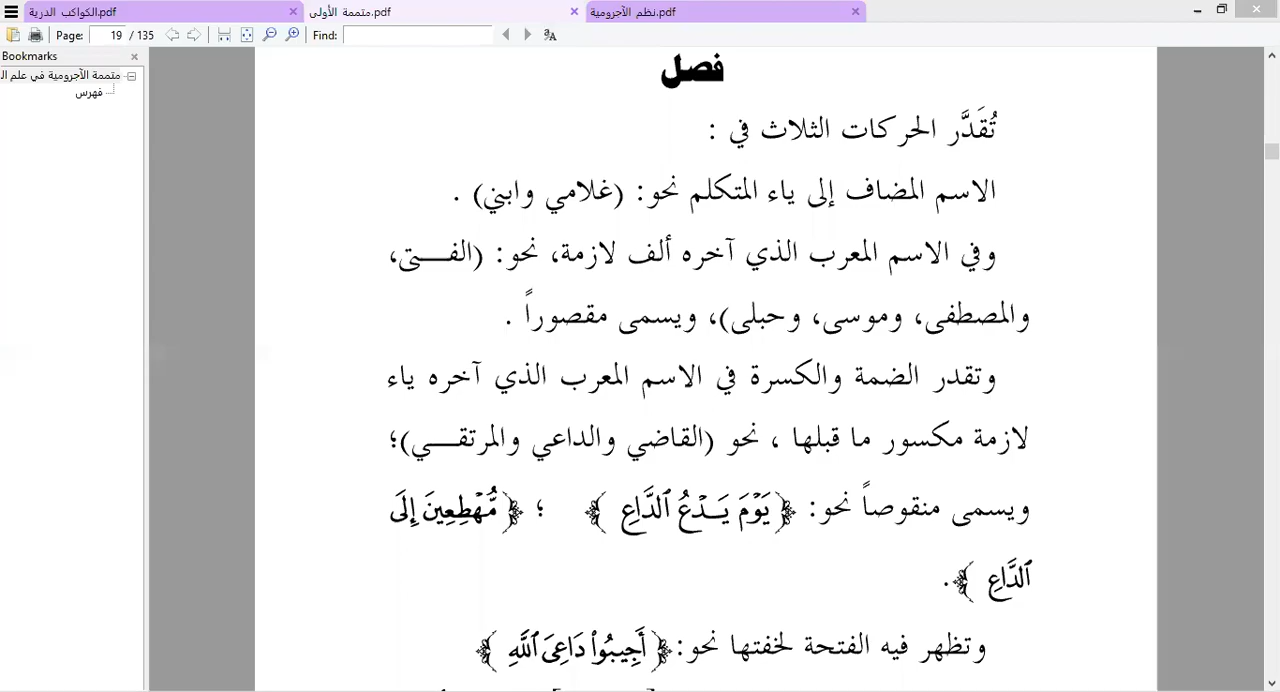 الكواكب الدرية.pdf
متممة الأولى.pdf
نظم الآجرومية.pdf
Page: 19 / 135 Find:
Bookmarks
متممة الآجرومية في علم ال
فهرس
فصل
تُقَدَّر الحركات الثلاث في :
الاسم المضاف إلى ياء المتكلم نحو: (غلامي وابني) .
وفي الاسم المعرب الذي آخره ألف لازمة، نحو: (الفـــتى،
والمصطفى، وموسى، وحبلى)، ويسمى مقصوراً .
وتقدر الضمة والكسرة في الاسم المعرب الذي آخره ياء
لازمة مكسور ما قبلها ، نحو (القاضي والداعي والمرتقـــي)؛
ويسمى منقوصاً نحو: ﴿يَوْمَ يَـدْعُ ٱلدَّاعِ ﴾ ؛ ﴿مُّهْطِعِينَ إِلَى
ٱلدَّاعِ ﴾.
وتظهر فيه الفتحة لخفتها نحو:﴿أَجِيبُوا۟ دَاعِىَ ٱللَّهِ ﴾